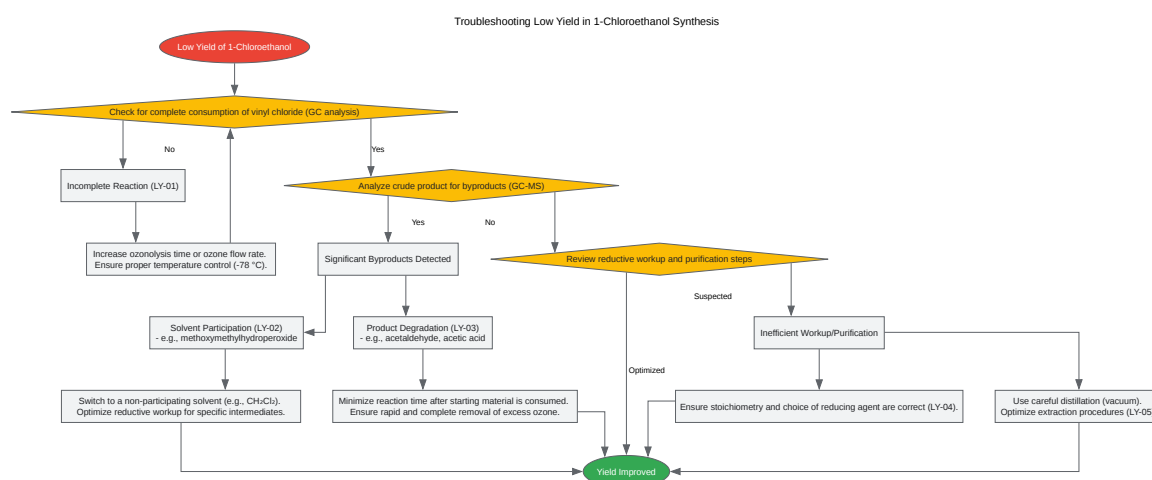 Troubleshooting Low Yield in 1-Chloroethanol Synthesis
Low Yield of 1-Chloroethanol
Check for complete consumption of vinyl chloride (GC analysis)
No
Yes
Incomplete Reaction (LY-01)
Analyze crude product for byproducts (GC-MS)
Yes
No
Increase ozonolysis time or ozone flow rate.
Ensure proper temperature control (-78 °C).
Significant Byproducts Detected
Review reductive workup and purification steps
Suspected
Solvent Participation (LY-02)
- e.g., methoxymethylhydroperoxide
Product Degradation (LY-03)
- e.g., acetaldehyde, acetic acid
Inefficient Workup/Purification
Optimized
Switch to a non-participating solvent (e.g., CH₂Cl₂).
Optimize reductive workup for specific intermediates.
Minimize reaction time after starting material is consumed.
Ensure rapid and complete removal of excess ozone.
Ensure stoichiometry and choice of reducing agent are correct (LY-04).
Use careful distillation (vacuum).
Optimize extraction procedures (LY-05
Yield Improved